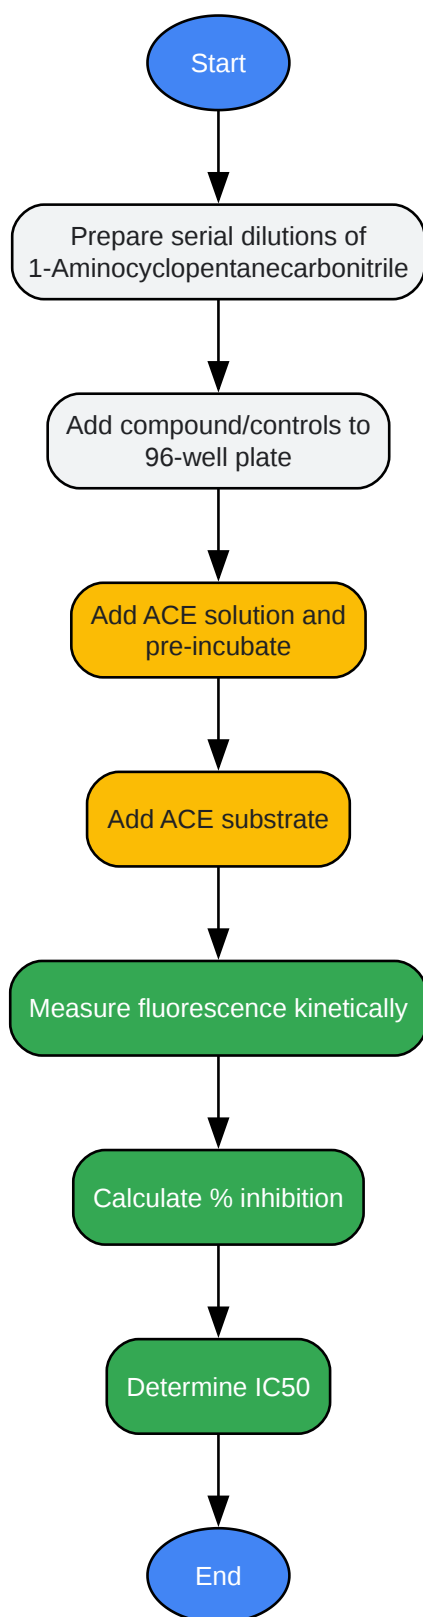 Start
Prepare serial dilutions of
1-Aminocyclopentanecarbonitrile
Add compound/controls to
96-well plate
Add ACE solution and
pre-incubate
Add ACE substrate
Measure fluorescence kinetically
Calculate % inhibition
Determine IC50
End